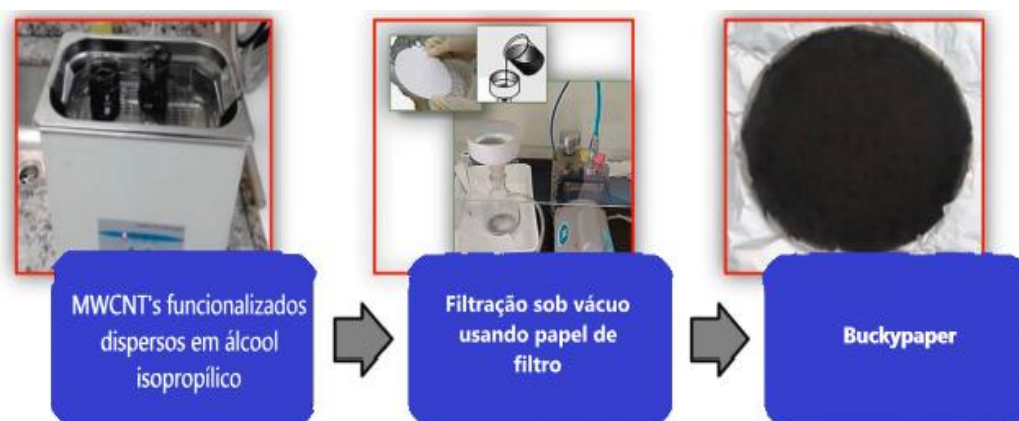 MWCNT's funcionalizados
dispersos em álcool
isopropílico
Filtração sob vácuo
usando papel de
filtro
Buckypaper